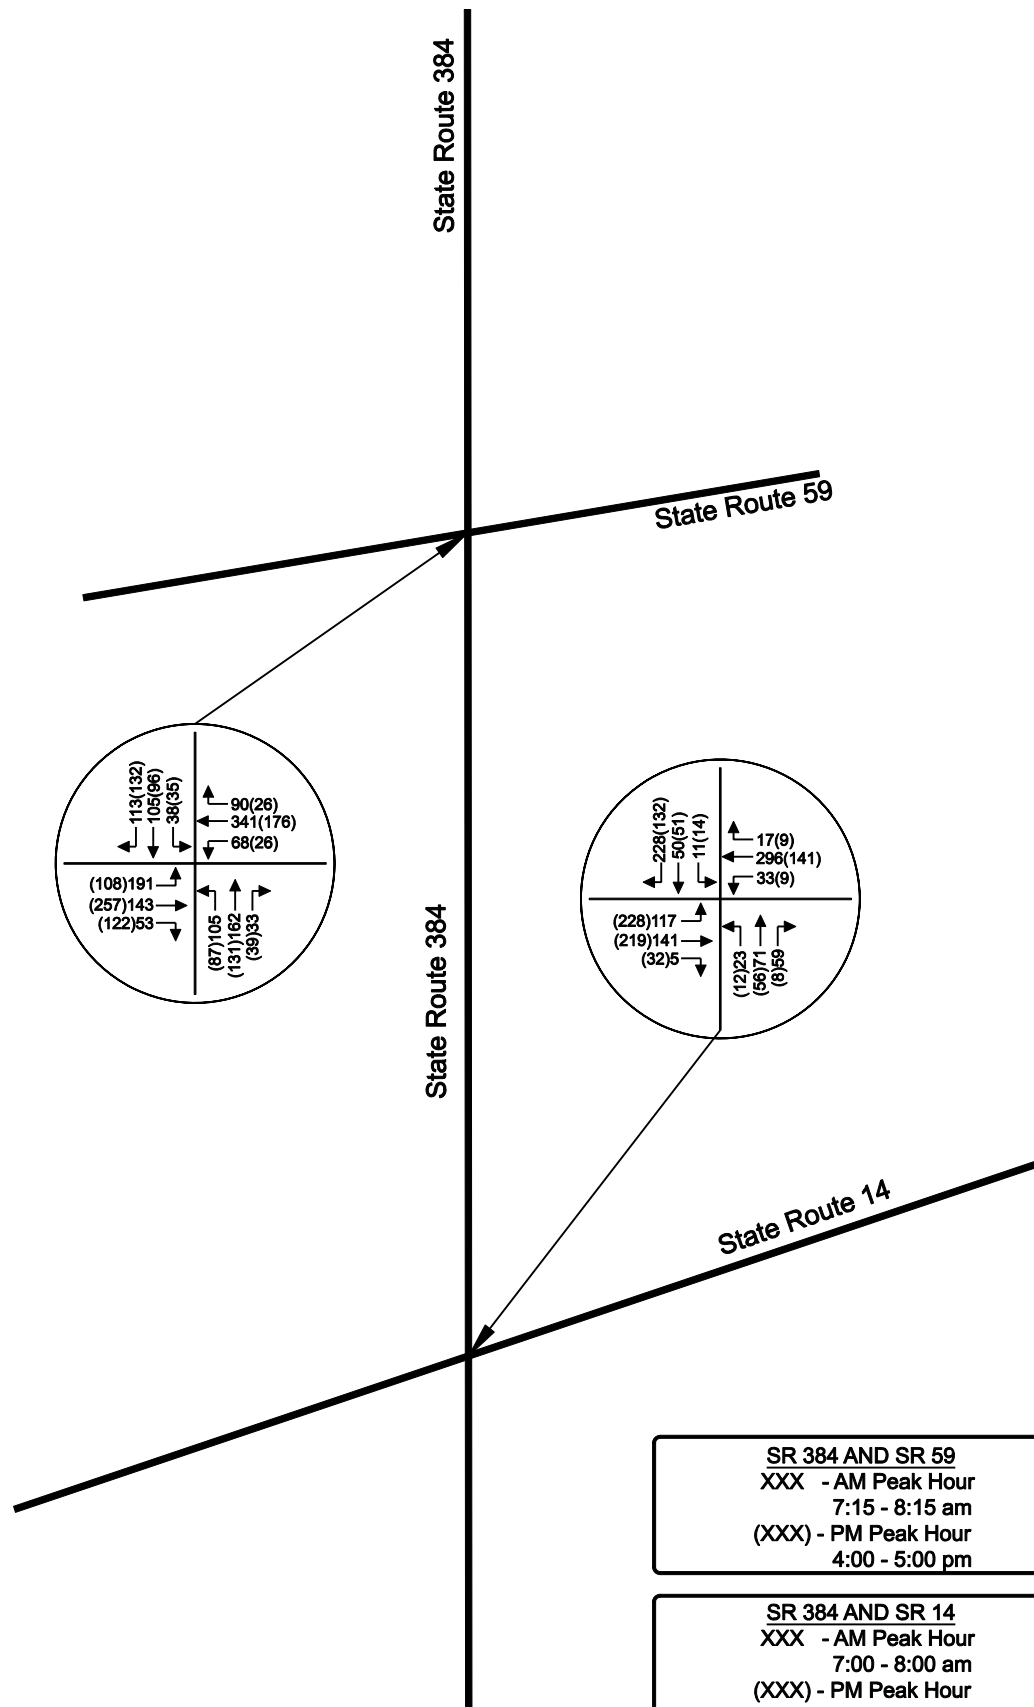 State Route 384
State Route 59
113(132)
105(96)
38(35)
90(26)
341(176)
68(26)
(108)191
(257)143
(122)53
(87)105
(131)162
(39)33
228(132)
50(51)
11(14)
17(9)
296(141)
33(9)
(228)117
(219)141
(32)5
(12)23
(56)71
(8)59
State Route 384
State Route 14
SR 384 AND SR 59
XXX - AM Peak Hour
7:15 - 8:15 am
(XXX) - PM Peak Hour
4:00 - 5:00 pm
SR 384 AND SR 14
XXX - AM Peak Hour
7:00 - 8:00 am
(XXX) - PM Peak Hour